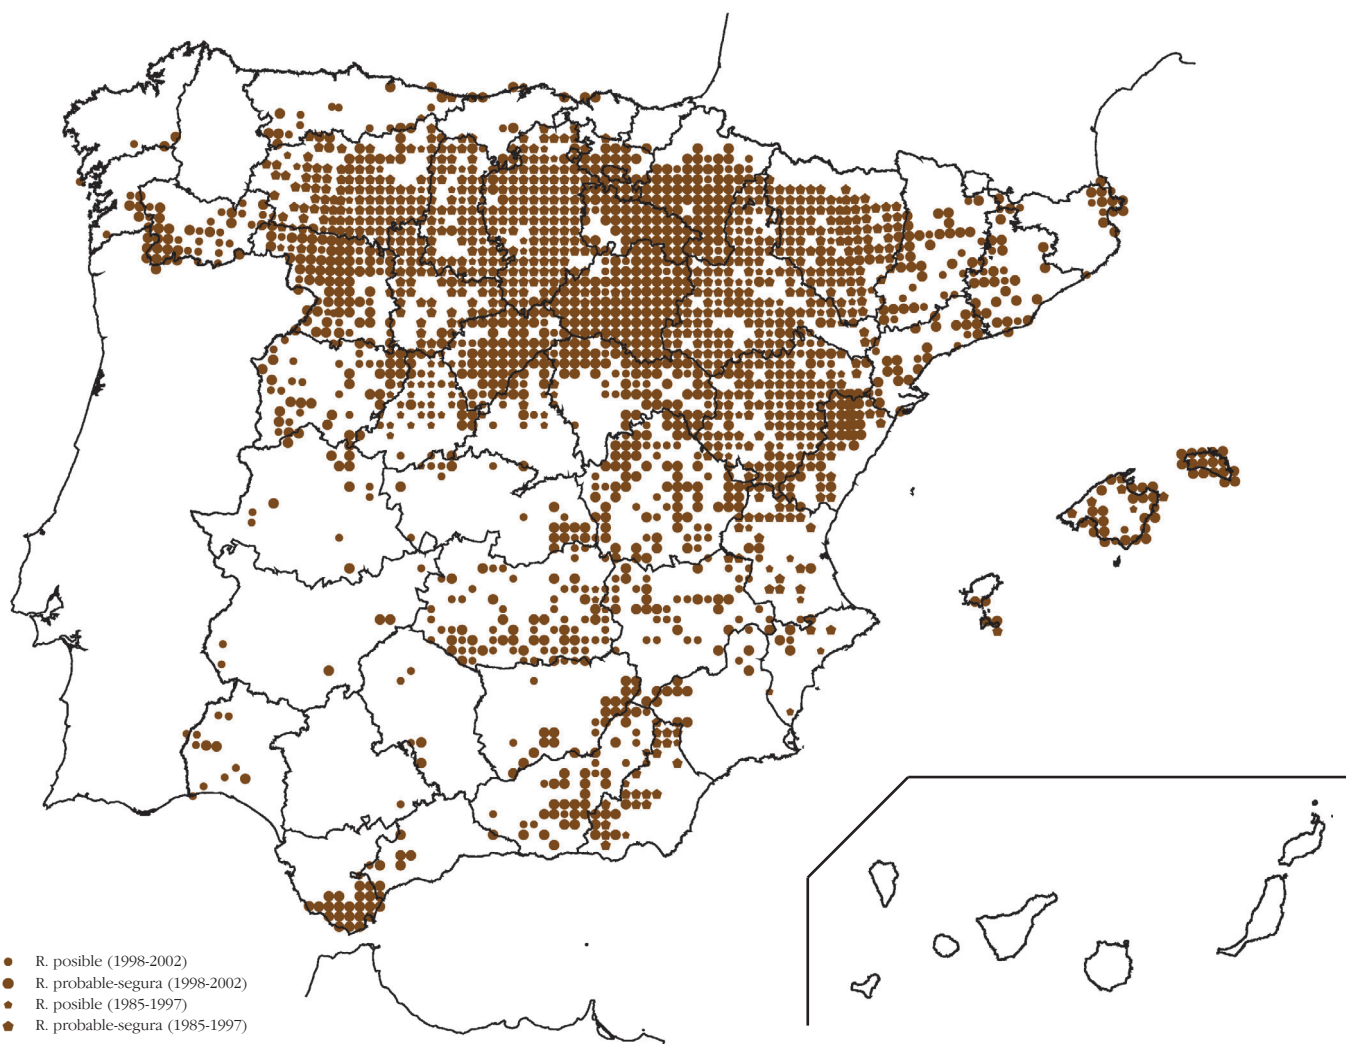 R. posible (1998-2002)
R. probable-segura (1998-2002)
R. posible (1985-1997)
R. probable-segura (1985-1997)